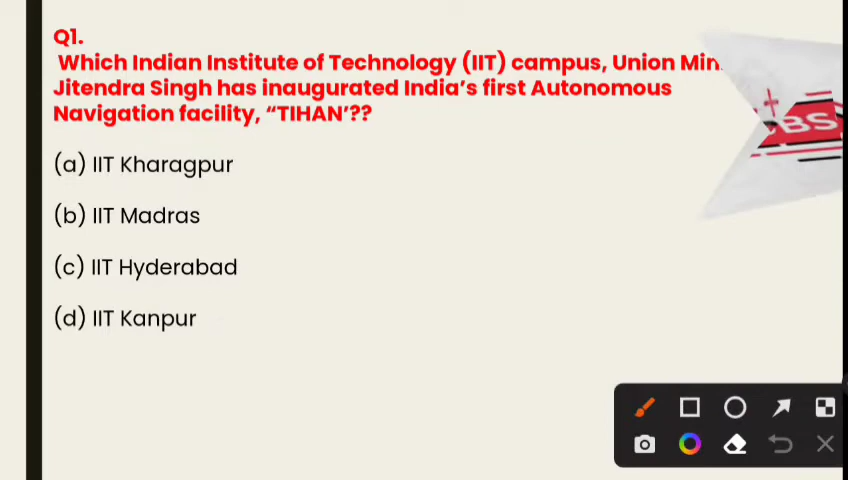 Q1.
Which Indian Institute of Technology (IIT) campus, Union Min
Jitendra Singh has inaugurated India's first Autonomous
Navigation facility, “TIHAN’??
(a) IIT Kharagpur
(b) IIT Madras
(c) IIT Hyderabad
(d) IIT Kanpur
BS